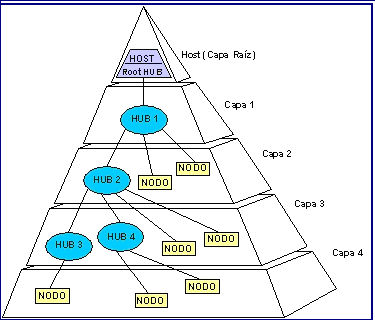 HOST
Root HUB
Host (Capa Raíz)
HUB 1
Capa 1
NODO
NODO
HUB 2
Capa 2
NODO
NODO
HUB 3
HUB 4
Capa 3
NODO
NODO
NODO
Capa 4